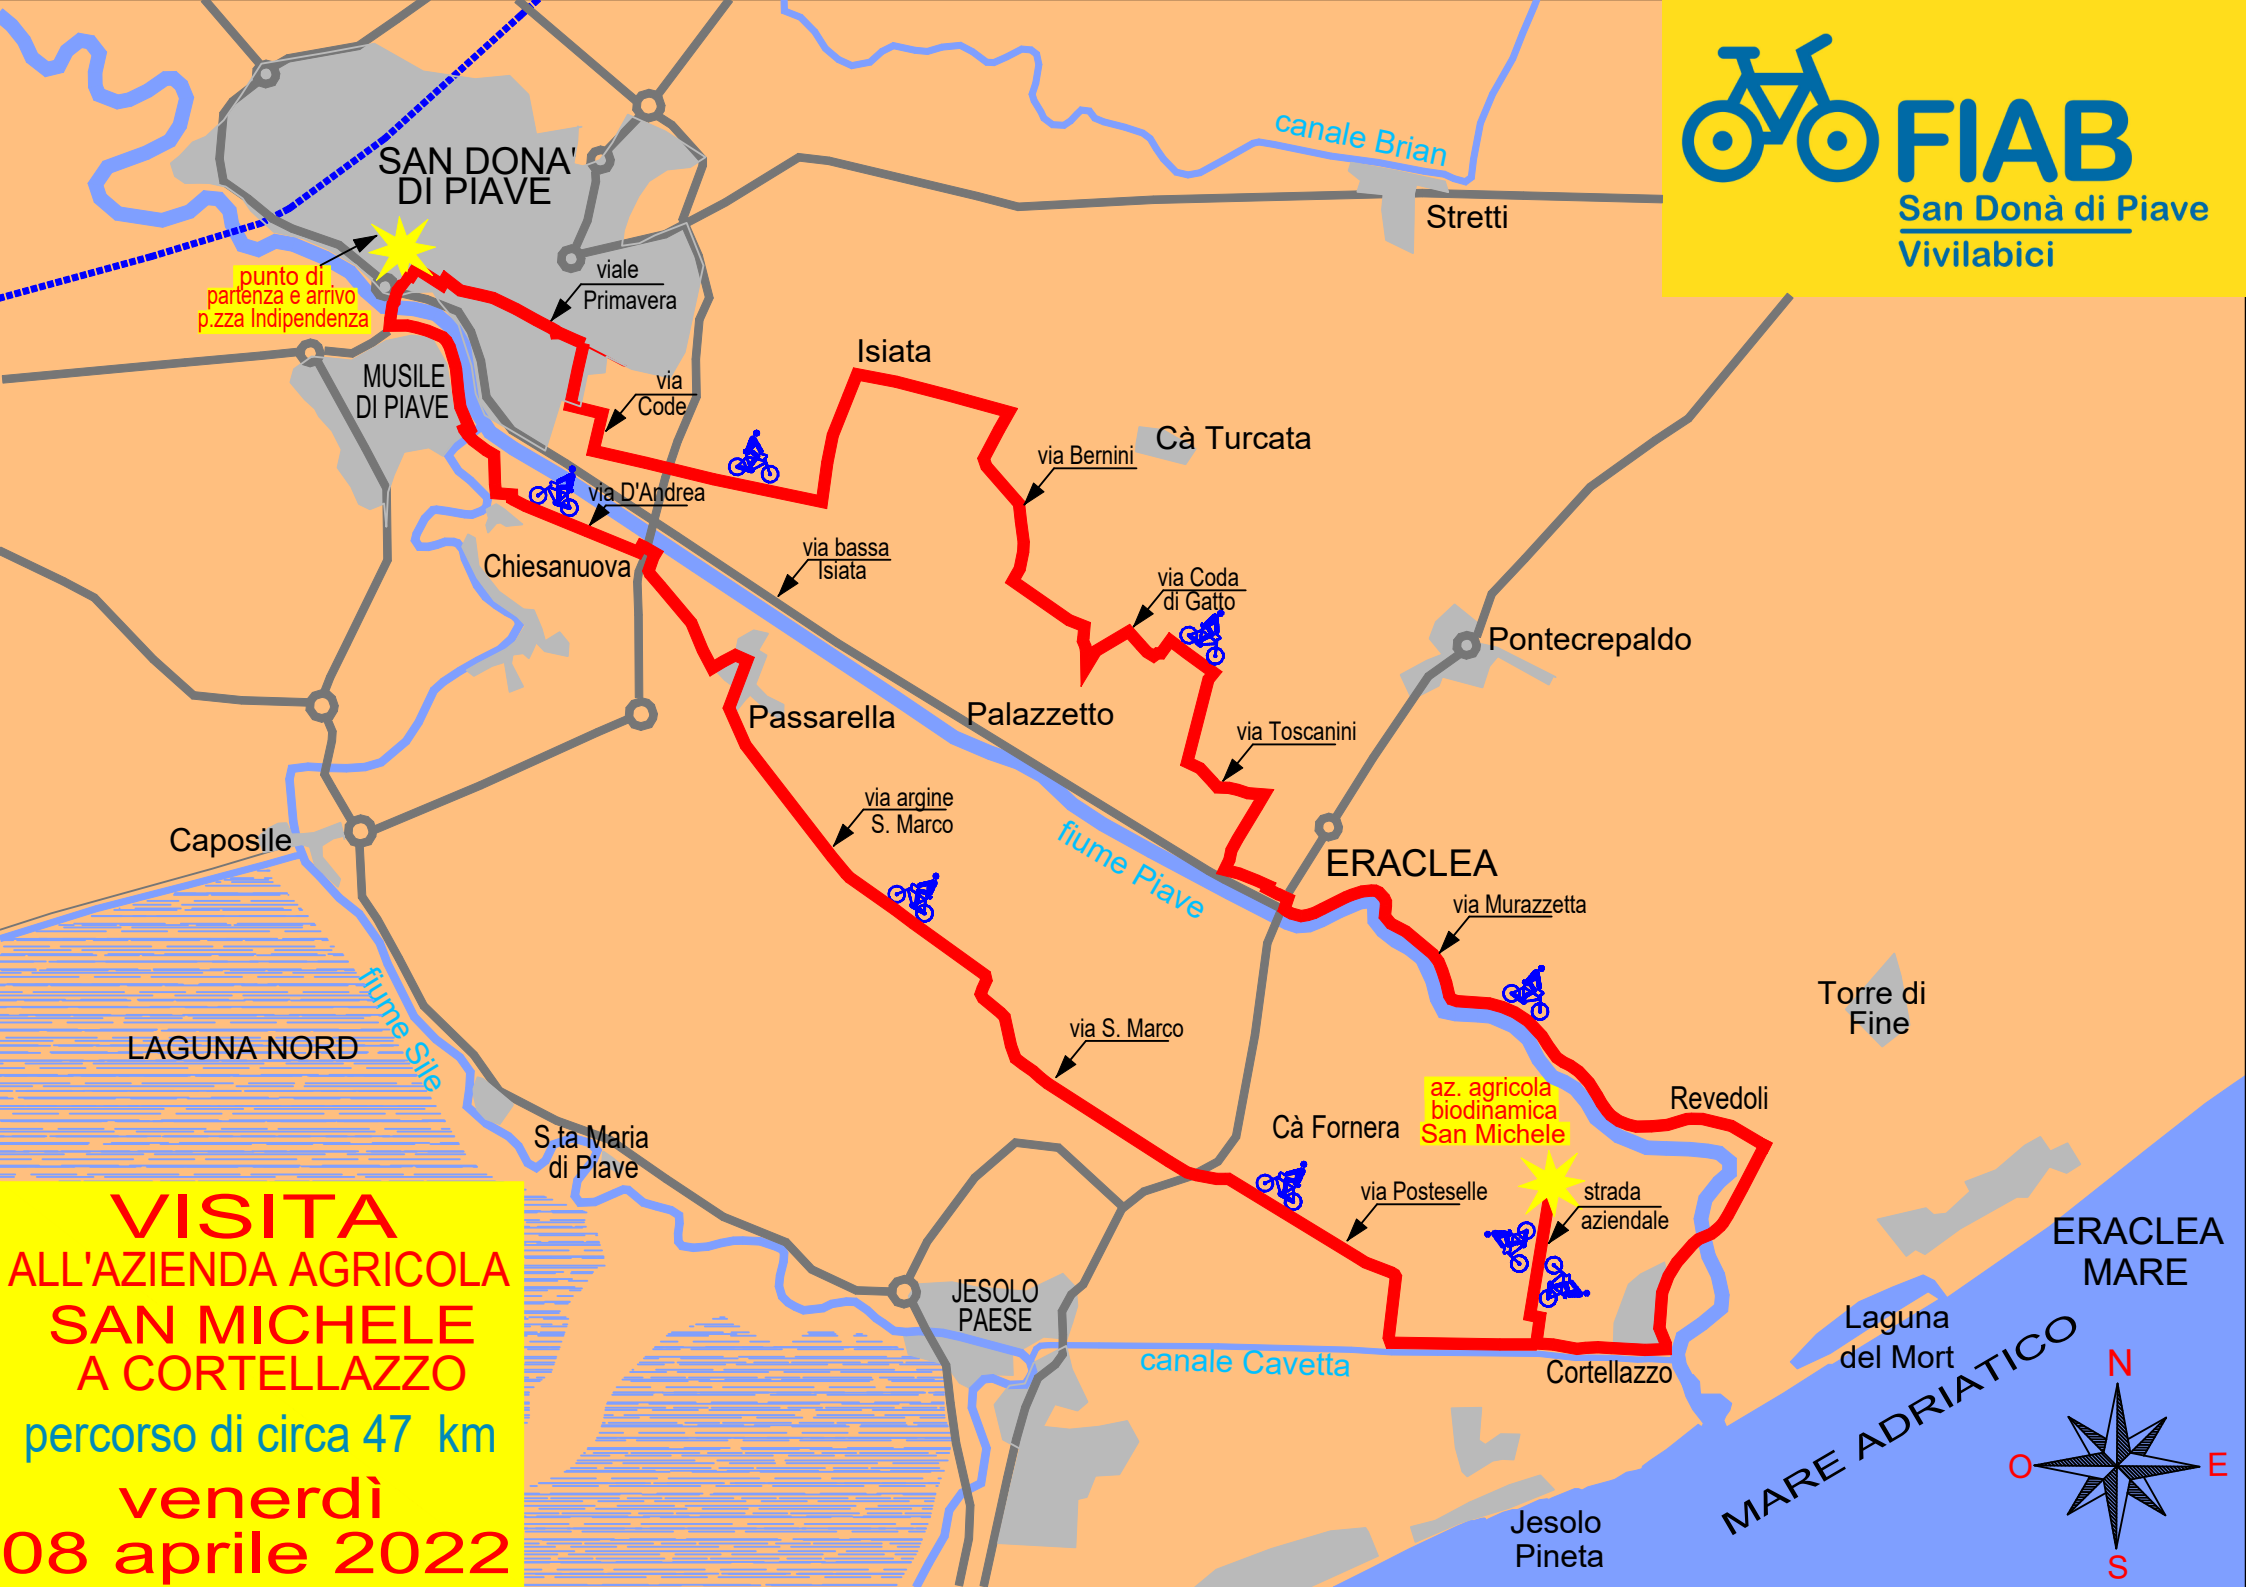 FIAB
San Donà di Piave
Vivilabici
canale Brian
Stretti
SAN DONA'
DI PIAVE
punto di
partenza e arrivo
p.zza Indipendenza
viale
Primavera
MUSILE
DI PIAVE
via
Code
Isiata
Cà Turcata
via Bernini
via D'Andrea
Chiesanuova
via bassa
Isiata
via Coda
di Gatto
Pontecrepaldo
Passarella
Palazzetto
via Toscanini
via argine
S. Marco
Caposile
fiume Piave
ERACLEA
via Murazzetta
Torre di
Fine
fiume Sile
LAGUNA NORD
via S. Marco
az. agricola
biodinamica
San Michele
Revedoli
Cà Fornera
S.ta Maria
di Piave
via Posteselle
strada
aziendale
ERACLEA
MARE
JESOLO
PAESE
canale Cavetta
Cortellazzo
Laguna
del Mort
MARE ADRIATICO
Jesolo
Pineta
N
O
E
S
VISITA
ALL'AZIENDA AGRICOLA
SAN MICHELE
A CORTELLAZZO
percorso di circa 47 km
venerdì
08 aprile 2022